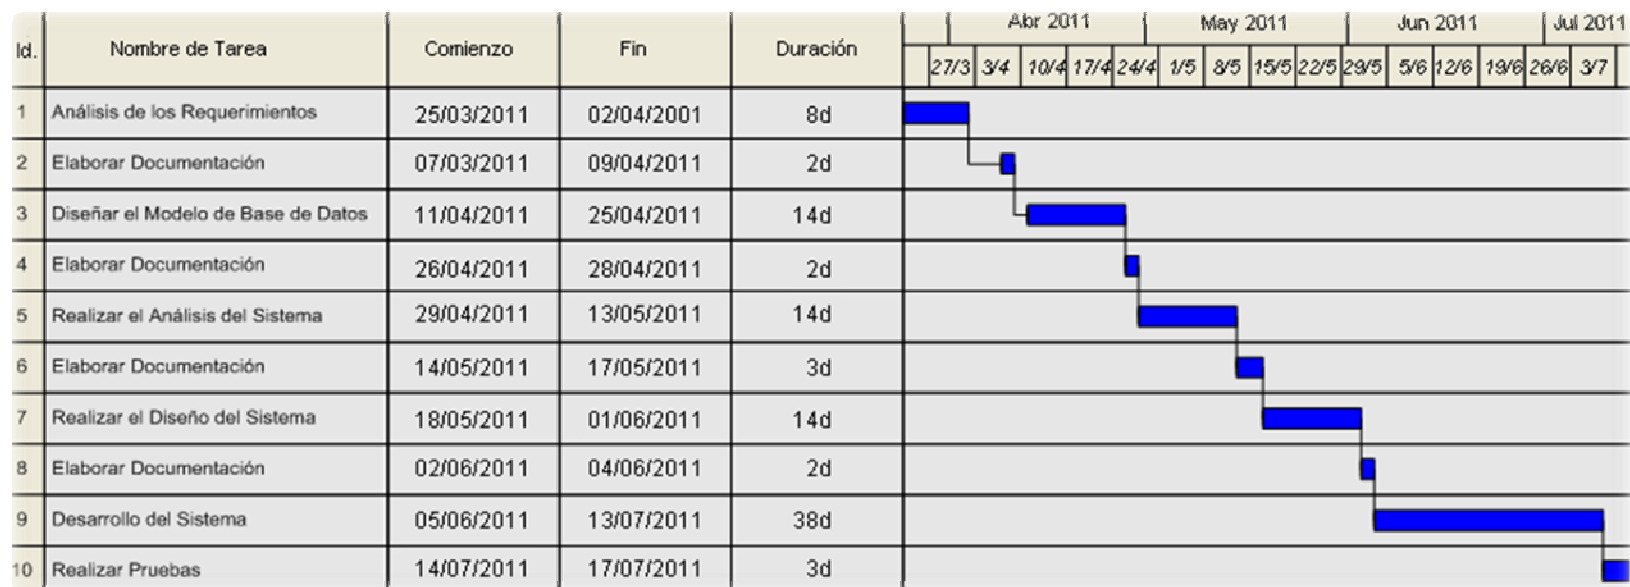 Id. Nombre de Tarea Comienzo Fin Duración Abr 2011 May 2011 Jun 2011 Jul 2011
27/3 3/4 10/4 17/4 24/4 1/5 8/5 15/5 22/5 29/5 5/6 12/6 19/6 26/6 3/7
1 Análisis de los Requerimientos 25/03/2011 02/04/2001 8d
2 Elaborar Documentación 07/03/2011 09/04/2011 2d
3 Diseñar el Modelo de Base de Datos 11/04/2011 25/04/2011 14d
4 Elaborar Documentación 26/04/2011 28/04/2011 2d
5 Realizar el Análisis del Sistema 29/04/2011 13/05/2011 14d
6 Elaborar Documentación 14/05/2011 17/05/2011 3d
7 Realizar el Diseño del Sistema 18/05/2011 01/06/2011 14d
8 Elaborar Documentación 02/06/2011 04/06/2011 2d
9 Desarrollo del Sistema 05/06/2011 13/07/2011 38d
10 Realizar Pruebas 14/07/2011 17/07/2011 3d